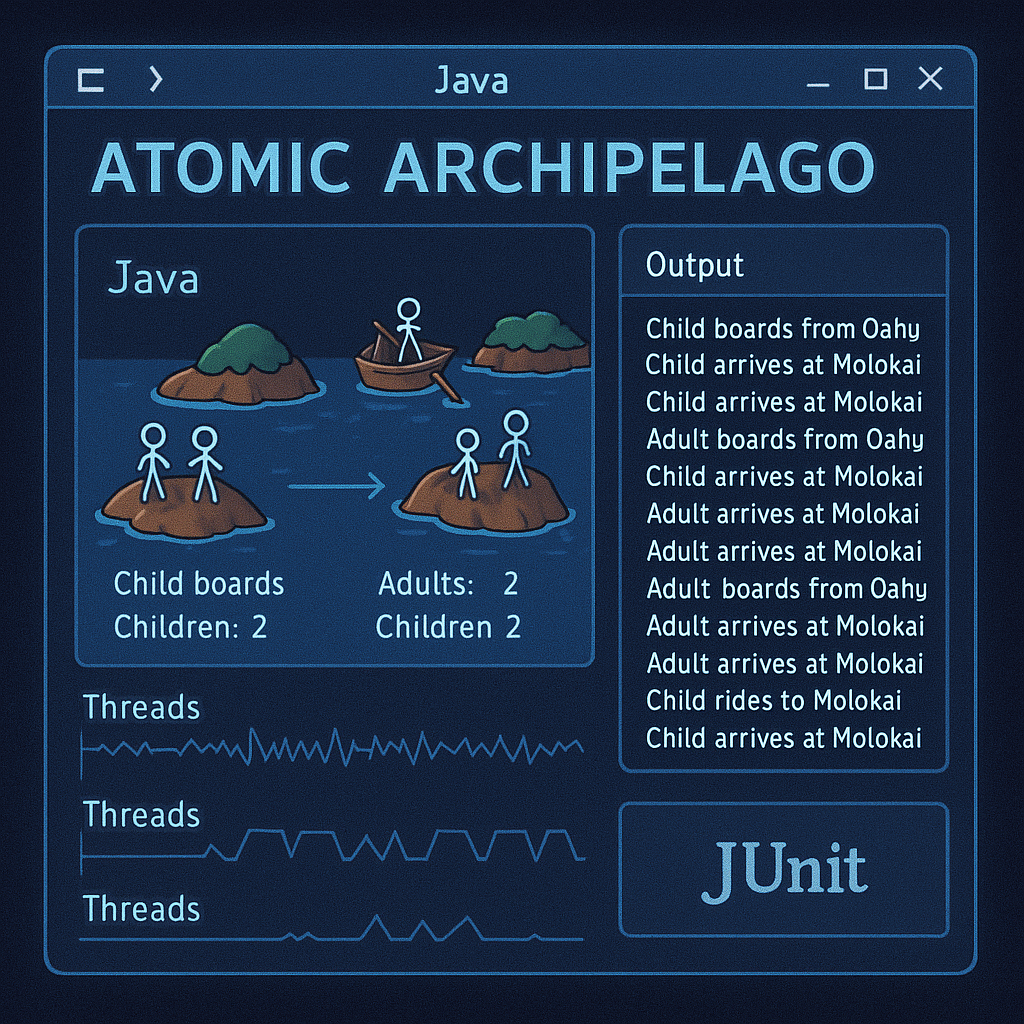 Java
ATOMIC ARCHIPELAGO
Java
Child boards
Children: 2
Adults: 2
Children 2
Output
Child boards from Oahy
Child arrives at Molokai
Child arrives at Molokai
Adult boards from Oahy
Child arrives at Molokai
Adult arrives at Molokai
Adult arrives at Molokai
Adult boards from Oahy
Adult arrives at Molokai
Adult arrives at Molokai
Child rides to Molokai
Child arrives at Molokai
Threads
Threads
Threads
JUnit